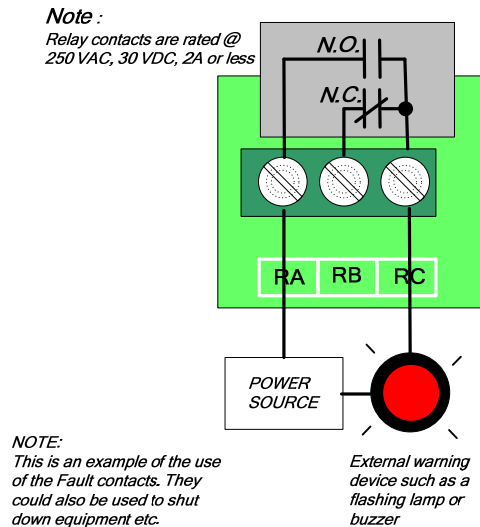 Note :
Relay contacts are rated @
250 VAC, 30 VDC, 2A or less
N.O.
N.C.
RA RB RC
POWER
SOURCE
NOTE:
This is an example of the use
of the Fault contacts. They
could also be used to shut
down equipment etc.
External warning
device such as a
flashing lamp or
buzzer